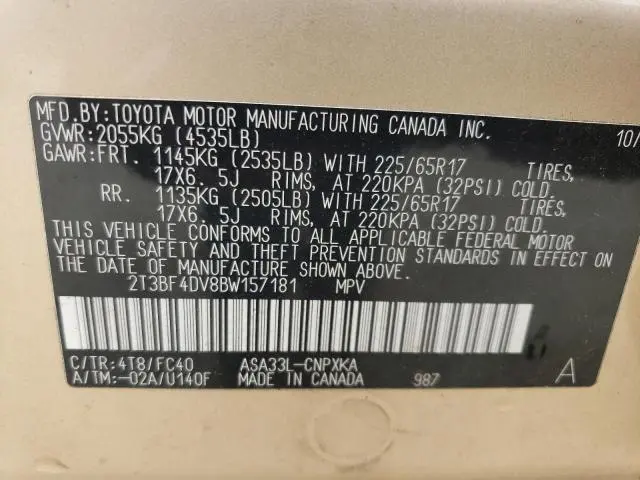 MFD.BY:TOYOTA MOTOR MANUFACTURING CANADA INC. 10/
GVWR:2055KG (4535LB)
GAWR:FRT. 1145KG (2535LB) WITH 225/65R17 TIRES,
17X6.5J RIMS, AT 220KPA (32PSI) COLD.
RR. 1135KG (2505LB) WITH 225/65R17 TIRES,
17X6.5J RIMS, AT 220KPA (32PSI) COLD.
THIS VEHICLE CONFORMS TO ALL APPLICABLE FEDERAL MOTOR
VEHICLE SAFETY AND THEFT PREVENTION STANDARDS IN EFFECT
ON THE DATE OF MANUFACTURE SHOWN ABOVE.
2T3BF4DV8BW157181 MPV
C/TR:4T8/FC40 ASA33L-CNPXKA
A/TM:-02A/U140F MADE IN CANADA 987 A